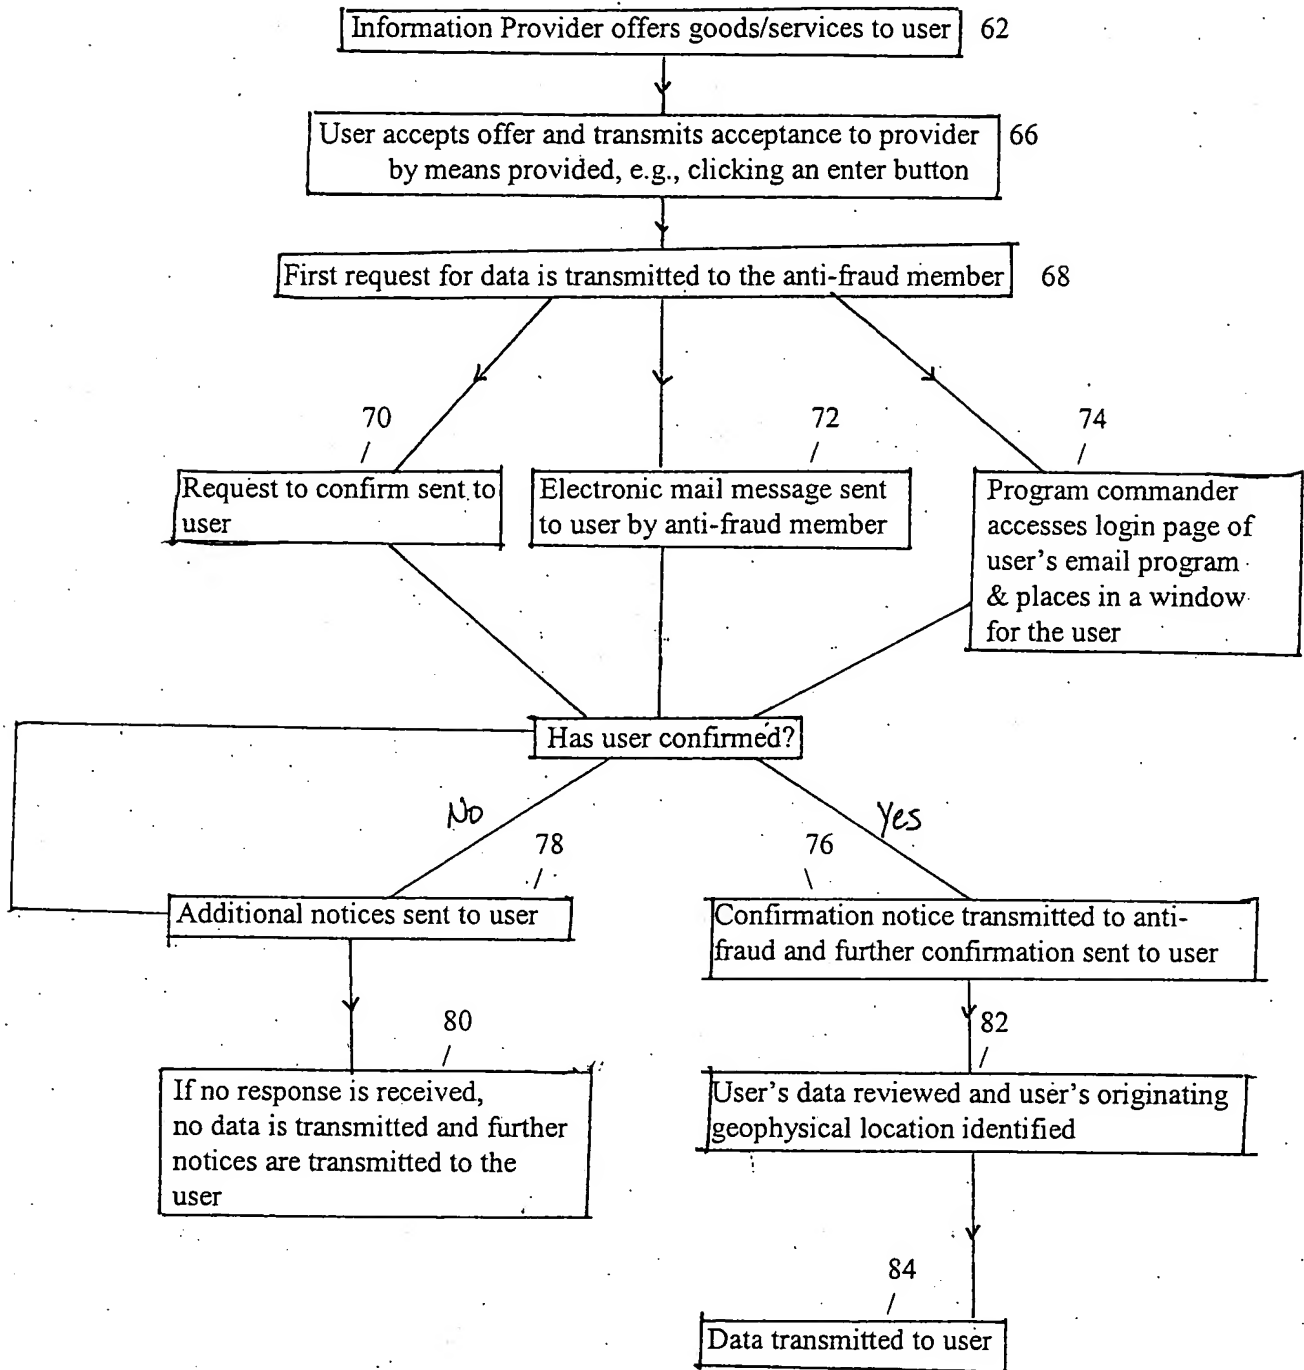 Information Provider offers goods/services to user
62
User accepts offer and transmits acceptance to provider
by means provided, e.g., clicking an enter button
66
First request for data is transmitted to the anti-fraud member
68
70
Request to confirm sent to
user
72
Electronic mail message sent
to user by anti-fraud member
74
Program commander
accesses login page of
user's email program
& places in a window
for the user
Has user confirmed?
No
Yes
78
Additional notices sent to user
76
Confirmation notice transmitted to anti-
fraud and further confirmation sent to user
80
If no response is received,
no data is transmitted and further
notices are transmitted to the
user
82
User's data reviewed and user's originating
geophysical location identified
84
Data transmitted to user